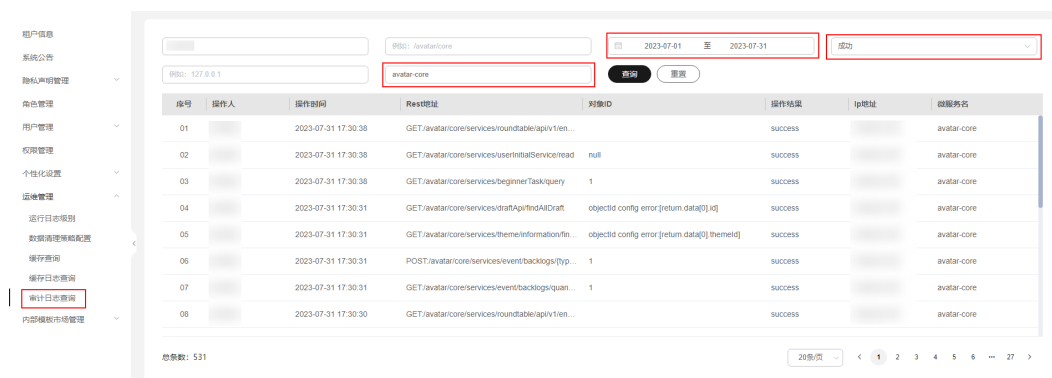 租户信息
系统公告
隐私声明管理
角色管理
用户管理
权限管理
个性化设置
运维管理
运行日志级别
数据清理策略配置
缓存查询
缓存日志查询
审计日志查询
内部模板市场管理
例如：/avatar/core
2023-07-01 至 2023-07-31
成功
例如：127.0.0.1
avatar-core
查询 重置
序号 操作人 操作时间 Rest地址 对象ID 操作结果 Ip地址 微服务名
01 2023-07-31 17:30:38 GET:/avatar/core/services/roundtable/api/v1/en... success avatar-core
02 2023-07-31 17:30:38 GET:/avatar/core/services/userInitialService/read null success avatar-core
03 2023-07-31 17:30:38 GET:/avatar/core/services/beginnerTask/query 1 success avatar-core
04 2023-07-31 17:30:31 GET:/avatar/core/services/draftApi/findAllDraft objectId config error:[return.data[0].id] success avatar-core
05 2023-07-31 17:30:31 GET:/avatar/core/services/theme/information/fin... objectId config error:[return.data[0].themeId] success avatar-core
06 2023-07-31 17:30:31 POST:/avatar/core/services/event/backlogs/{typ... 1 success avatar-core
07 2023-07-31 17:30:31 GET:/avatar/core/services/event/backlogs/quan... 1 success avatar-core
08 2023-07-31 17:30:30 GET:/avatar/core/services/roundtable/api/v1/en... success avatar-core
总条数：531
20条/页 1 2 3 4 5 6 ... 27